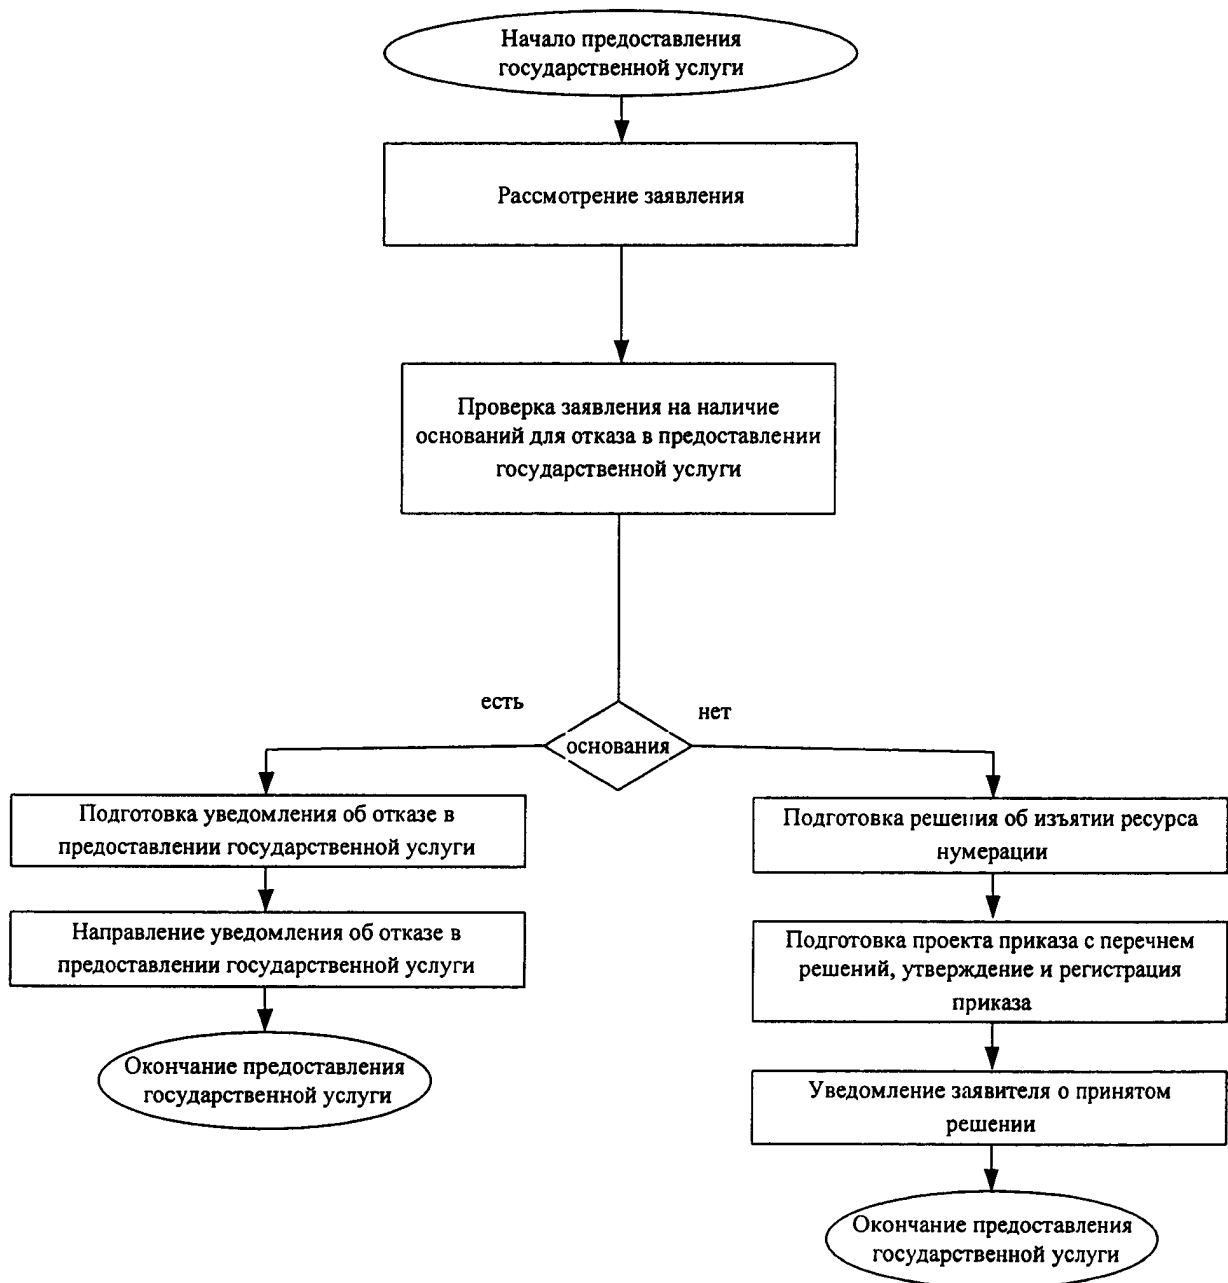 Начало предоставления
государственной услуги
Рассмотрение заявления
Проверка заявления на наличие
оснований для отказа в предоставлении
государственной услуги
есть
нет
основания
Подготовка уведомления об отказе в
предоставлении государственной услуги
Направление уведомления об отказе в
предоставлении государственной услуги
Окончание предоставления
государственной услуги
Подготовка решения об изъятии ресурса
нумерации
Подготовка проекта приказа с перечнем
решений, утверждение и регистрация
приказа
Уведомление заявителя о принятом
решении
Окончание предоставления
государственной услуги